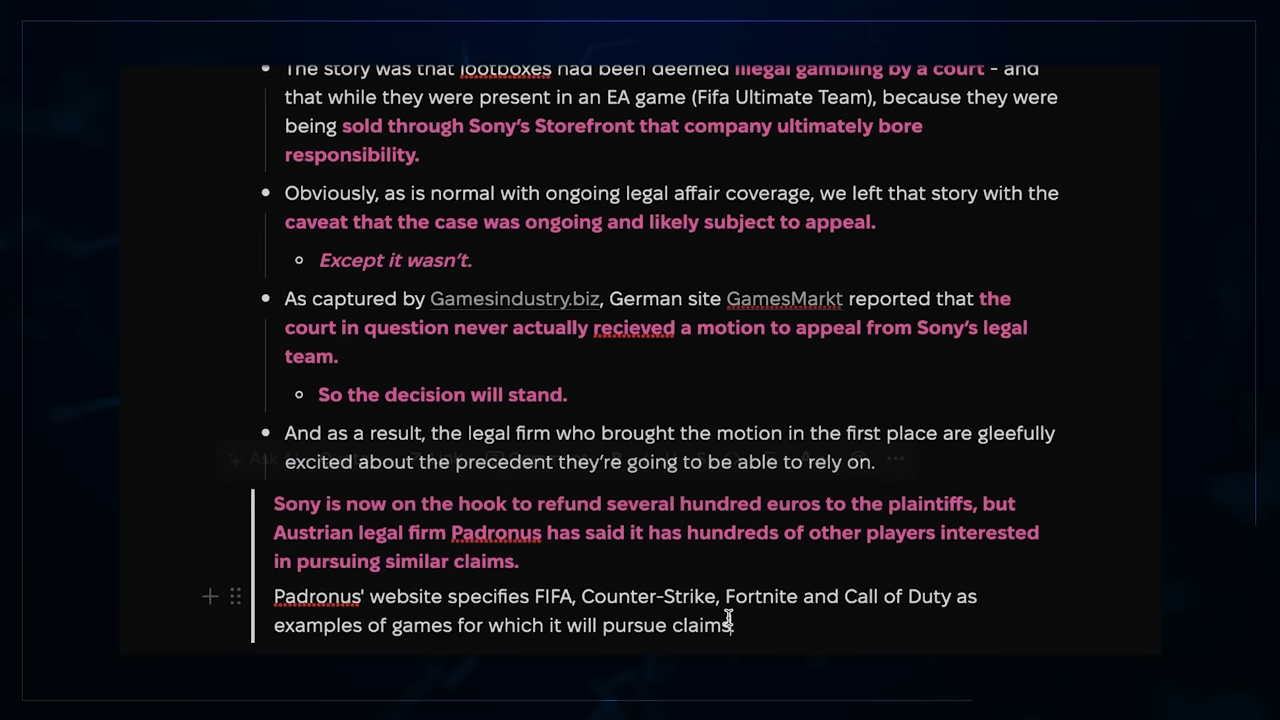 The story was that lootboxes had been deemed illegal gambling by a court - and
that while they were present in an EA game (Fifa Ultimate Team), because they were
being sold through Sony's Storefront that company ultimately bore
responsibility.
Obviously, as is normal with ongoing legal affair coverage, we left that story with the
caveat that the case was ongoing and likely subject to appeal.
Except it wasn't.
As captured by Gamesindustry.biz, German site GamesMarkt reported that the
court in question never actually recieved a motion to appeal from Sony's legal
team.
So the decision will stand.
And as a result, the legal firm who brought the motion in the first place are gleefully
excited about the precedent they're going to be able to rely on.
Sony is now on the hook to refund several hundred euros to the plaintiffs, but
Austrian legal firm Padronus has said it has hundreds of other players interested
in pursuing similar claims.
Padronus' website specifies FIFA, Counter-Strike, Fortnite and Call of Duty as
examples of games for which it will pursue claims.